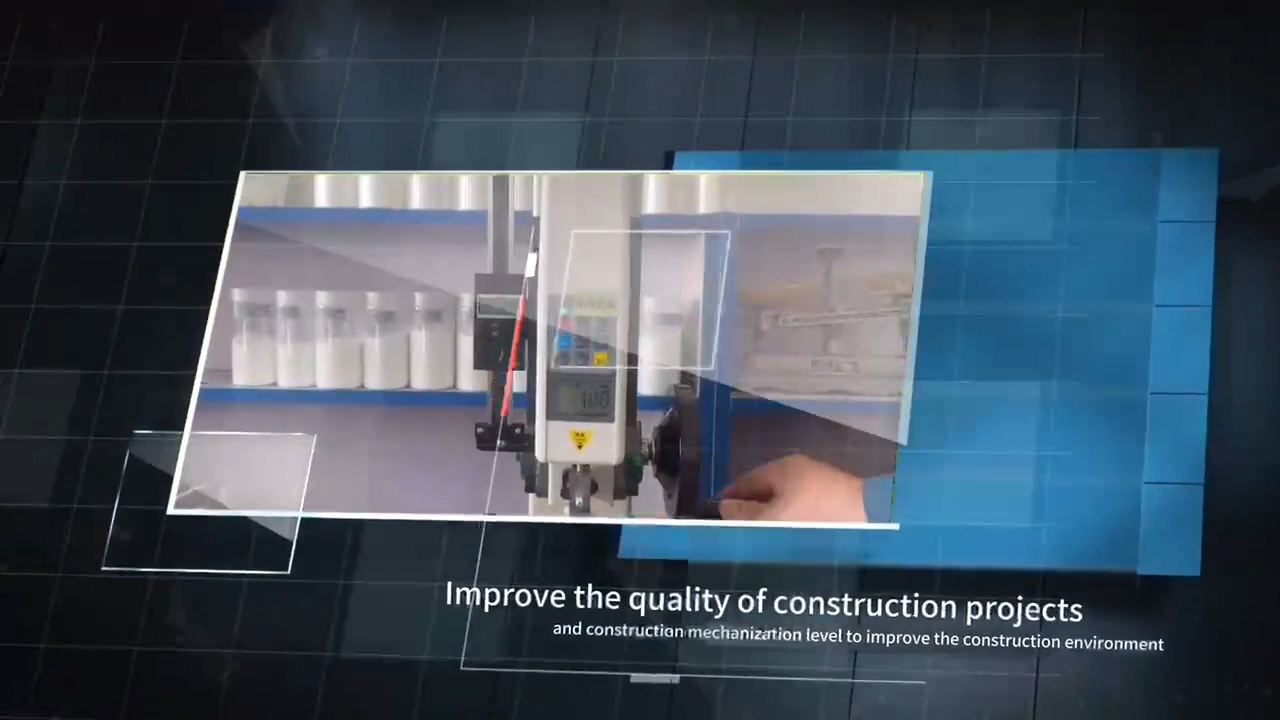 Improve the quality of construction projects
and construction mechanization level to improve the construction environment